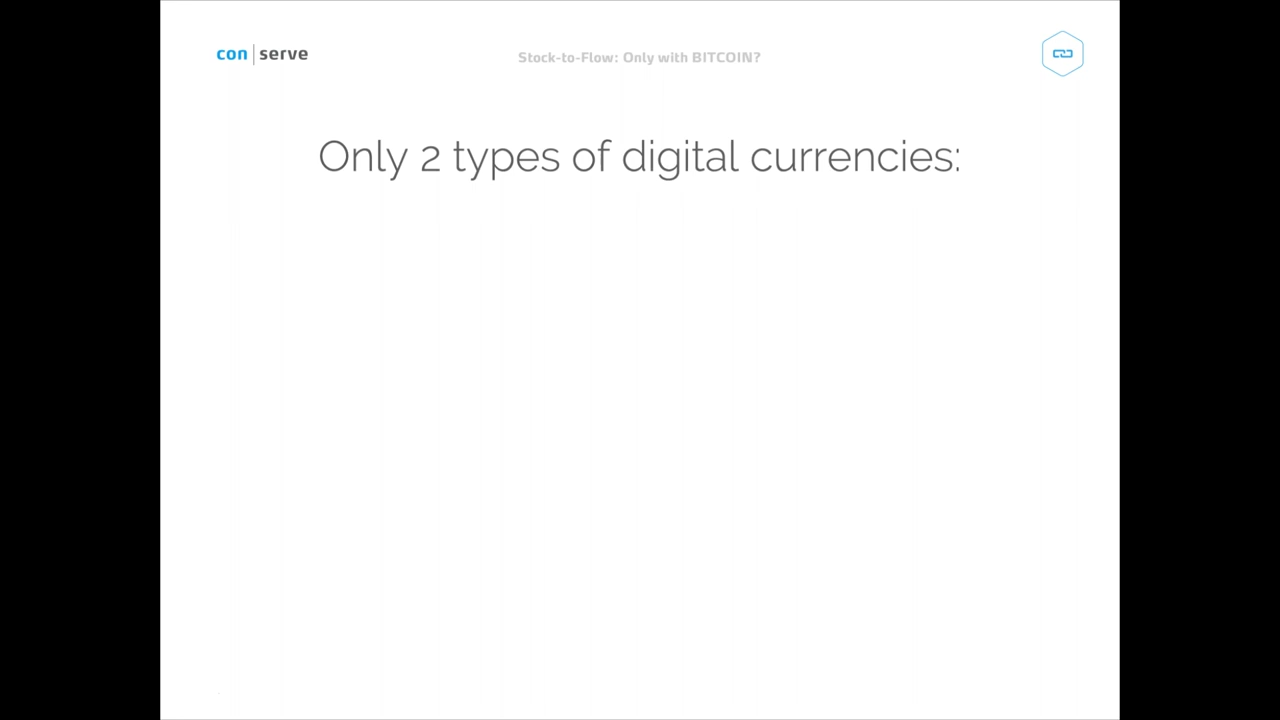 con|serve
Stock-to-Flow: Only with BITCOIN?
Only 2 types of digital currencies: